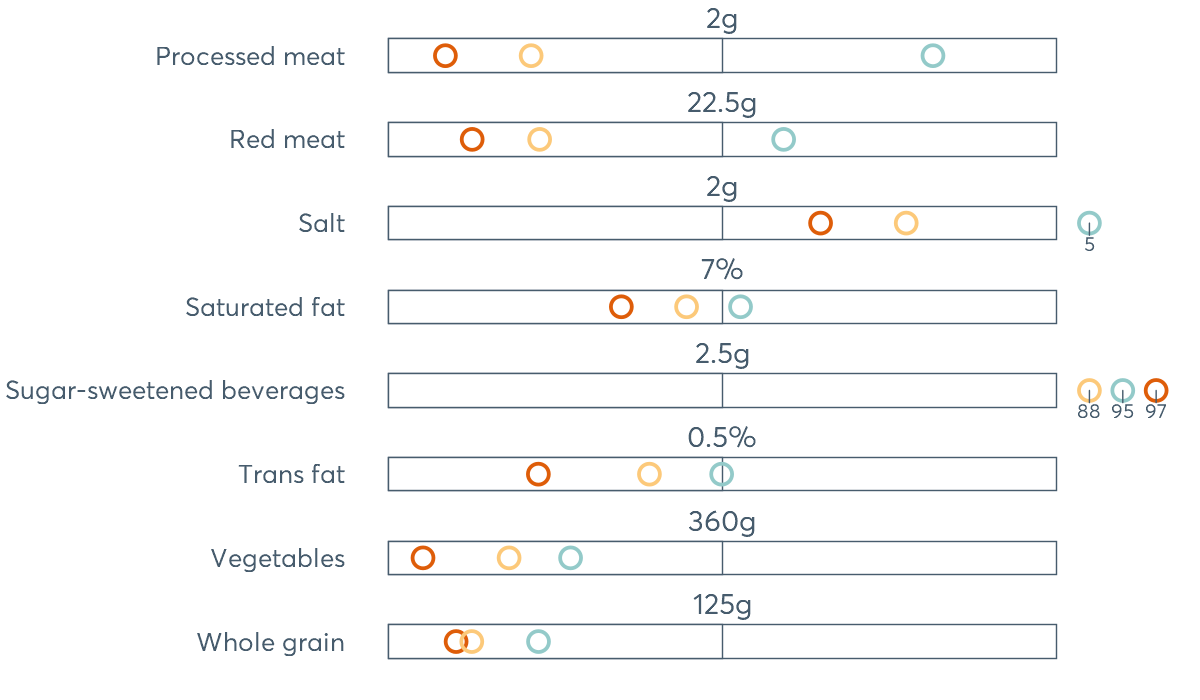 2g
Processed meat
22.5g
Red meat
2g
Salt
5
7%
Saturated fat
2.5g
Sugar-sweetened beverages
88 95 97
0.5%
Trans fat
360g
Vegetables
125g
Whole grain